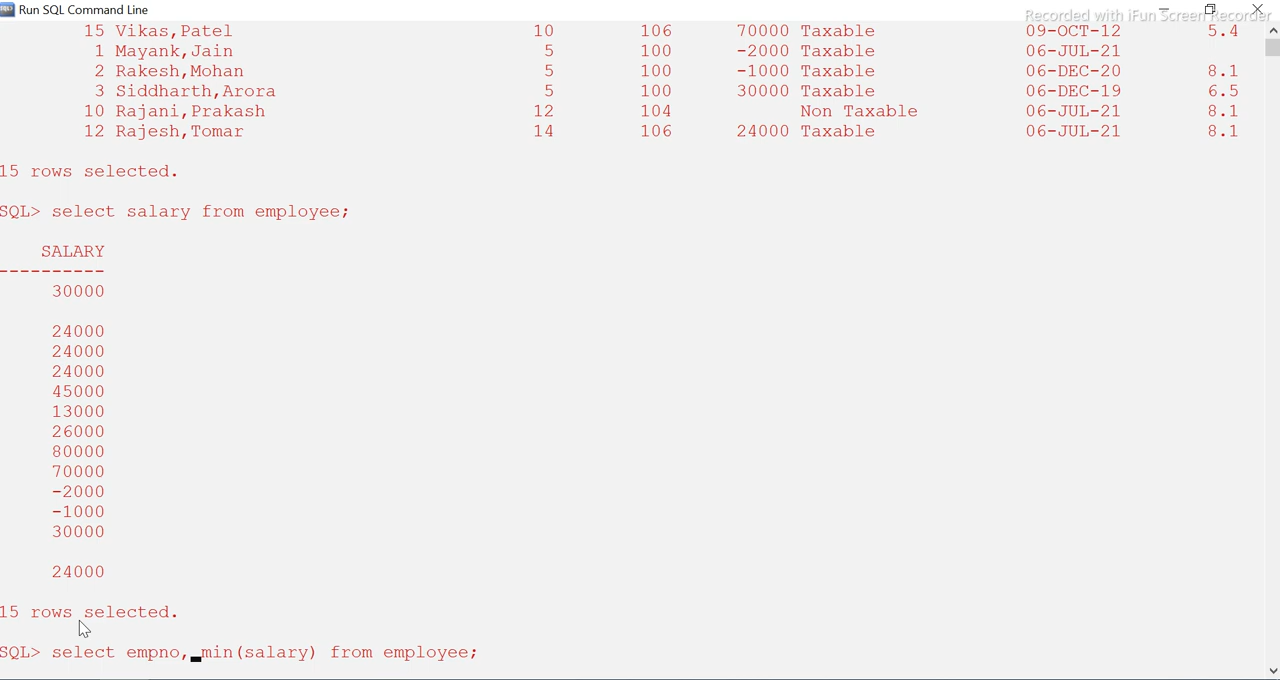 Run SQL Command Line
Recorded with iFun Screen Recorder
15 Vikas,Patel 10 106 70000 Taxable 09-OCT-12 5.4
1 Mayank,Jain 5 100 -2000 Taxable 06-JUL-21
2 Rakesh,Mohan 5 100 -1000 Taxable 06-DEC-20 8.1
3 Siddharth,Arora 5 100 30000 Taxable 06-DEC-19 6.5
10 Rajani,Prakash 12 104 Non Taxable 06-JUL-21 8.1
12 Rajesh,Tomar 14 106 24000 Taxable 06-JUL-21 8.1
15 rows selected.
SQL> select salary from employee;
SALARY
----------
30000
24000
24000
24000
45000
13000
26000
80000
70000
-2000
-1000
30000
24000
15 rows selected.
SQL> select empno, min(salary) from employee;